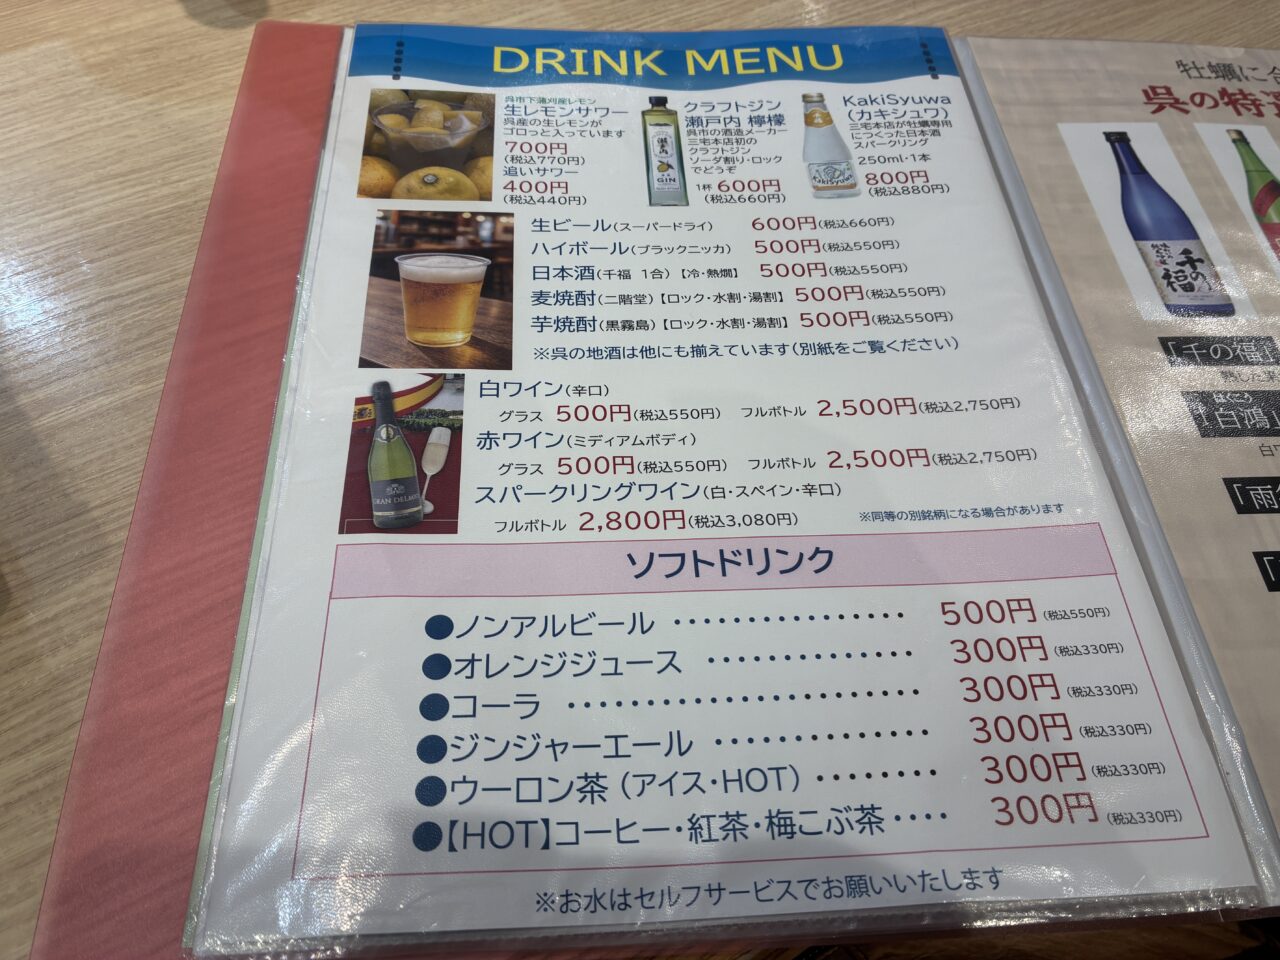 DRINK MENU
呉市下蒲刈産レモン
生レモンサワー
呉産の生レモンが
ゴロっと入っています
700円
(税込770円)
追いサワー
400円
(税込440円)
クラフトジン
瀬戸内 檸檬
呉市の酒造メーカー
三宅本店初の
クラフトジン
ソーダ割り・ロック
でどうぞ
1杯 600円
(税込660円)
KakiSyuwa
(カキシュワ)
三宅本店が牡蠣専用
につくった日本酒
スパークリング
250ml・1本
800円
(税込880円)
GIN
KakiSyuwa
生ビール(スーパードライ) 600円(税込660円)
ハイボール(ブラックニッカ) 500円(税込550円)
日本酒(千福 1合)【冷・熱燗】 500円(税込550円)
麦焼酎(二階堂)【ロック・水割・湯割】 500円(税込550円)
芋焼酎(黒霧島)【ロック・水割・湯割】 500円(税込550円)
※呉の地酒は他にも揃えています(別紙をご覧ください)
白ワイン(辛口)
グラス 500円(税込550円) フルボトル 2,500円(税込2,750円)
赤ワイン(ミディアムボディ)
グラス 500円(税込550円) フルボトル 2,500円(税込2,750円)
スパークリングワイン(白・スペイン・辛口)
フルボトル 2,800円(税込3,080円) ※同等の別銘柄になる場合があります
ソフトドリンク
●ノンアルビール ・・・・・・・・・・・・・・・・ 500円(税込550円)
●オレンジジュース ・・・・・・・・・・・・・・ 300円(税込330円)
●コーラ ・・・・・・・・・・・・・・・・・・・・・・・ 300円(税込330円)
●ジンジャーエール ・・・・・・・・・・・・・・ 300円(税込330円)
●ウーロン茶 (アイス・HOT) ・・・・・・・・ 300円(税込330円)
●【HOT】コーヒー・紅茶・梅こぶ茶・・・・ 300円(税込330円)
※お水はセルフサービスでお願いいたします
牡蠣に
呉の特
千の福
「千の福」
熟した
「白鴻」
白ワ
「雨